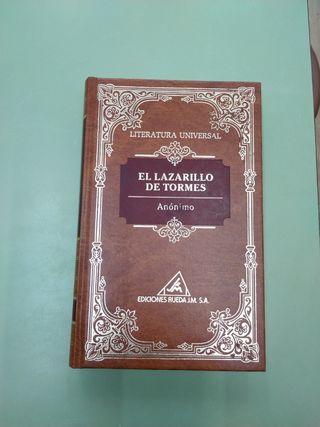 LITERATURA UNIVERSAL
EL LAZARILLO
DE TORMES
Anónimo
EDICIONES RUEDA J.M. S.A.